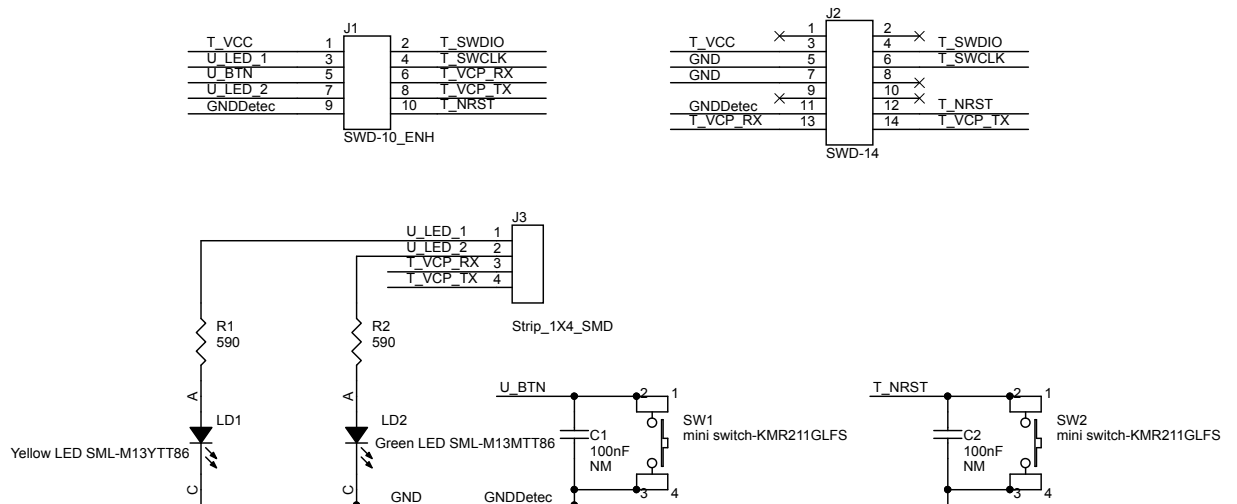 J1
T_VCC 1 2 T_SWDIO
U_LED_1 3 4 T_SWCLK
U_BTN 5 6 T_VCP_RX
U_LED_2 7 8 T_VCP_TX
GNDDetec 9 10 T_NRST
SWD-10_ENH
J2
1 2
T_VCC 3 4 T_SWDIO
GND 5 6 T_SWCLK
GND 7 8
9 10
GNDDetec 11 12 T_NRST
T_VCP_RX 13 14 T_VCP_TX
SWD-14
J3
U_LED_1 1
U_LED_2 2
T_VCP_RX 3
T_VCP_TX 4
Strip_1X4_SMD
R1
590
R2
590
A
LD1
Yellow LED SML-M13YTT86
C
A
LD2
Green LED SML-M13MTT86
C
GND
U_BTN
2 1
C1
100nF
NM
SW1
mini switch-KMR211GLFS
GNDDetec
3 4
T_NRST
2 1
C2
100nF
NM
SW2
mini switch-KMR211GLFS
3 4